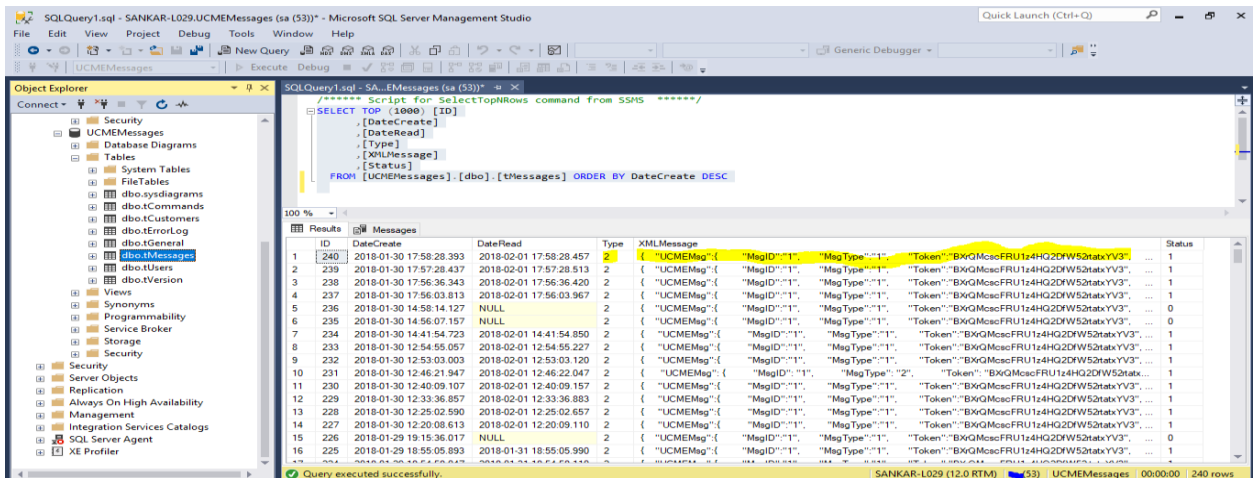 SQLQuery1.sql - SANKAR-L029.UCMEMessages (sa (53))* - Microsoft SQL Server Management Studio
Quick Launch (Ctrl+Q)
File Edit View Project Debug Tools Window Help
New Query
Generic Debugger
UCMEMessages
Execute Debug
Object Explorer
Connect
Security
UCMEMessages
Database Diagrams
Tables
System Tables
FileTables
dbo.sysdiagrams
dbo.tCommands
dbo.tCustomers
dbo.tErrorLog
dbo.tGeneral
dbo.tMessages
dbo.tUsers
dbo.tVersion
Views
Synonyms
Programmability
Service Broker
Storage
Security
Security
Server Objects
Replication
Always On High Availability
Management
Integration Services Catalogs
SQL Server Agent
XE Profiler
SQLQuery1.sql - SA...EMessages (sa (53))*
/****** Script for SelectTopNRows command from SSMS ******/
SELECT TOP (1000) [ID]
,[DateCreate]
,[DateRead]
,[Type]
,[XMLMessage]
,[Status]
FROM [UCMEMessages].[dbo].[tMessages] ORDER BY DateCreate DESC
100 %
Results Messages
ID DateCreate DateRead Type XMLMessage Status
1 240 2018-01-30 17:58:28.393 2018-02-01 17:58:28.457 2 { "UCMEMsg":{ "MsgID":"1", "MsgType":"1", "Token":"BXrQMcscFRU1z4HQ2DfW52rtatxYV3", ... 1
2 239 2018-01-30 17:57:28.437 2018-02-01 17:57:28.513 2 { "UCMEMsg":{ "MsgID":"1", "MsgType":"1", "Token":"BXrQMcscFRU1z4HQ2DfW52rtatxYV3", ... 1
3 238 2018-01-30 17:56:36.343 2018-02-01 17:56:36.420 2 { "UCMEMsg":{ "MsgID":"1", "MsgType":"1", "Token":"BXrQMcscFRU1z4HQ2DfW52rtatxYV3", ... 1
4 237 2018-01-30 17:56:03.813 2018-02-01 17:56:03.967 2 { "UCMEMsg":{ "MsgID":"1", "MsgType":"1", "Token":"BXrQMcscFRU1z4HQ2DfW52rtatxYV3", ... 1
5 236 2018-01-30 14:58:14.127 NULL 2 { "UCMEMsg":{ "MsgID":"1", "MsgType":"1", "Token":"BXrQMcscFRU1z4HQ2DfW52rtatxYV3", ... 0
6 235 2018-01-30 14:56:07.157 NULL 2 { "UCMEMsg":{ "MsgID":"1", "MsgType":"1", "Token":"BXrQMcscFRU1z4HQ2DfW52rtatxYV3", ... 0
7 234 2018-01-30 14:41:54.723 2018-02-01 14:41:54.850 2 { "UCMEMsg":{ "MsgID":"1", "MsgType":"1", "Token":"BXrQMcscFRU1z4HQ2DfW52rtatxYV3", ... 1
8 233 2018-01-30 12:54:55.057 2018-02-01 12:54:55.227 2 { "UCMEMsg":{ "MsgID":"1", "MsgType":"1", "Token":"BXrQMcscFRU1z4HQ2DfW52rtatxYV3", ... 1
9 232 2018-01-30 12:53:03.003 2018-02-01 12:53:03.120 2 { "UCMEMsg":{ "MsgID":"1", "MsgType":"1", "Token":"BXrQMcscFRU1z4HQ2DfW52rtatxYV3", ... 1
10 231 2018-01-30 12:46:21.947 2018-02-01 12:46:22.047 2 { "UCMEMsg": { "MsgID": "1", "MsgType": "2", "Token": "BXrQMcscFRU1z4HQ2DfW52rtatx... 1
11 230 2018-01-30 12:40:09.107 2018-02-01 12:40:09.157 2 { "UCMEMsg":{ "MsgID":"1", "MsgType":"1", "Token":"BXrQMcscFRU1z4HQ2DfW52rtatxYV3", ... 1
12 229 2018-01-30 12:33:36.857 2018-02-01 12:33:36.883 2 { "UCMEMsg":{ "MsgID":"1", "MsgType":"1", "Token":"BXrQMcscFRU1z4HQ2DfW52rtatxYV3", ... 1
13 228 2018-01-30 12:25:02.590 2018-02-01 12:25:02.657 2 { "UCMEMsg":{ "MsgID":"1", "MsgType":"1", "Token":"BXrQMcscFRU1z4HQ2DfW52rtatxYV3", ... 1
14 227 2018-01-30 12:20:08.613 2018-02-01 12:20:09.110 2 { "UCMEMsg":{ "MsgID":"1", "MsgType":"1", "Token":"BXrQMcscFRU1z4HQ2DfW52rtatxYV3", ... 1
15 226 2018-01-29 19:15:36.017 NULL 2 { "UCMEMsg":{ "MsgID":"1", "MsgType":"1", "Token":"BXrQMcscFRU1z4HQ2DfW52rtatxYV3", ... 0
16 225 2018-01-29 18:55:05.893 2018-01-31 18:55:05.990 2 { "UCMEMsg":{ "MsgID":"1", "MsgType":"1", "Token":"BXrQMcscFRU1z4HQ2DfW52rtatxYV3", ... 1
Query executed successfully.
SANKAR-L029 (12.0 RTM) (53) UCMEMessages 00:00:00 240 rows